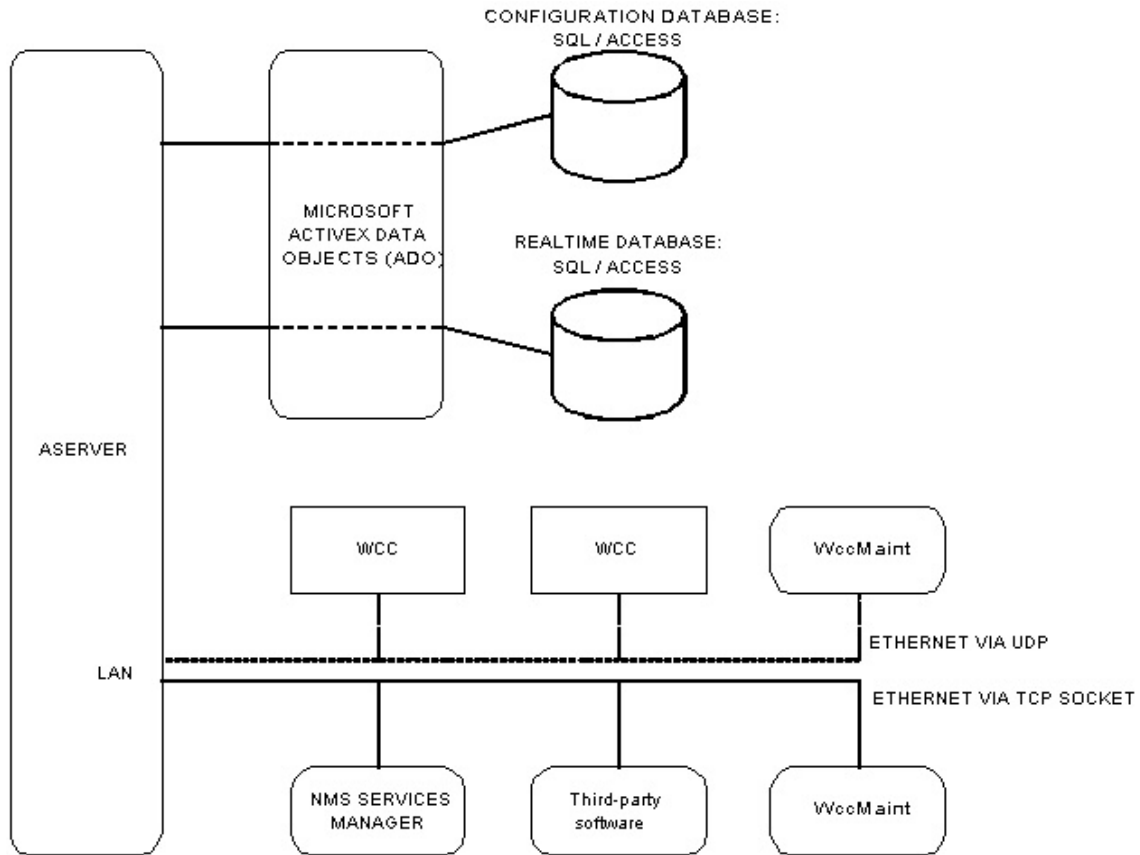 CONFIGURATION DATABASE:
SQL / ACCESS
MICROSOFT
ACTIVEX DATA
OBJECTS (ADO)
REALTIME DATABASE:
SQL / ACCESS
ASERVER
WCC
WCC
WccMaint
ETHERNET VIA UDP
LAN
ETHERNET VIA TCP SOCKET
NMS SERVICES
MANAGER
Third-party
software
WccMaint